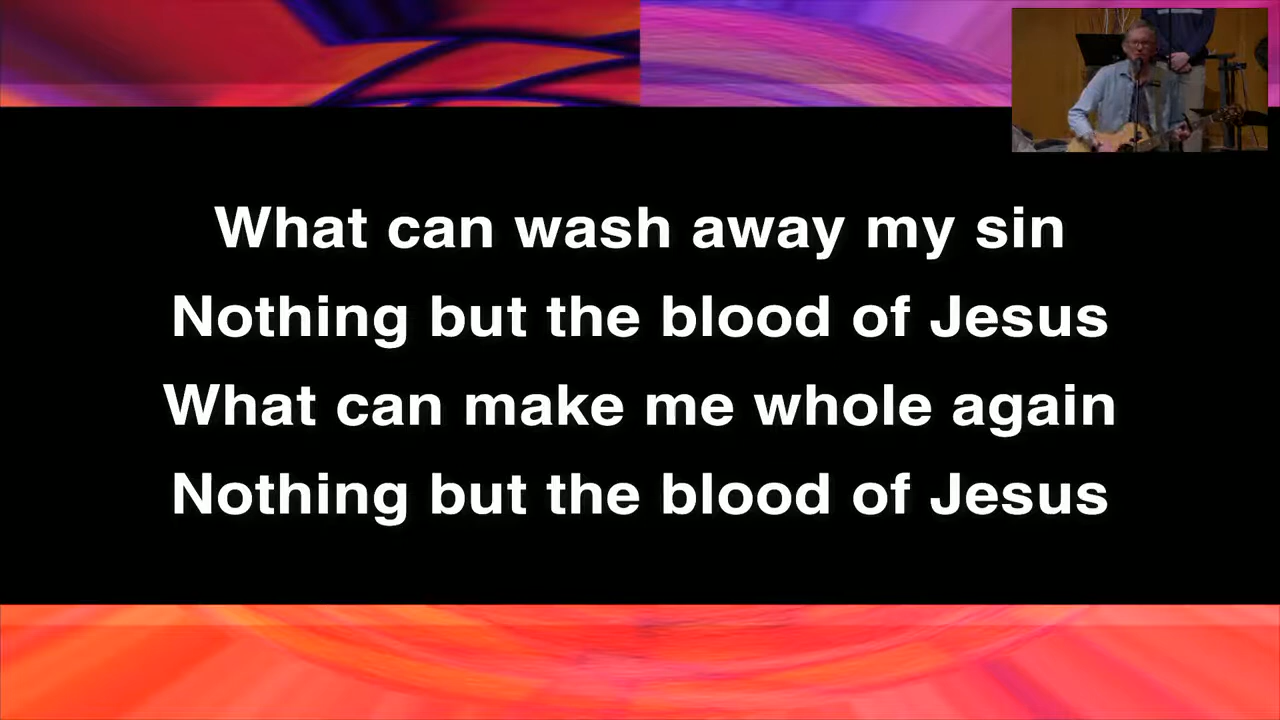 What can wash away my sin
Nothing but the blood of Jesus
What can make me whole again
Nothing but the blood of Jesus